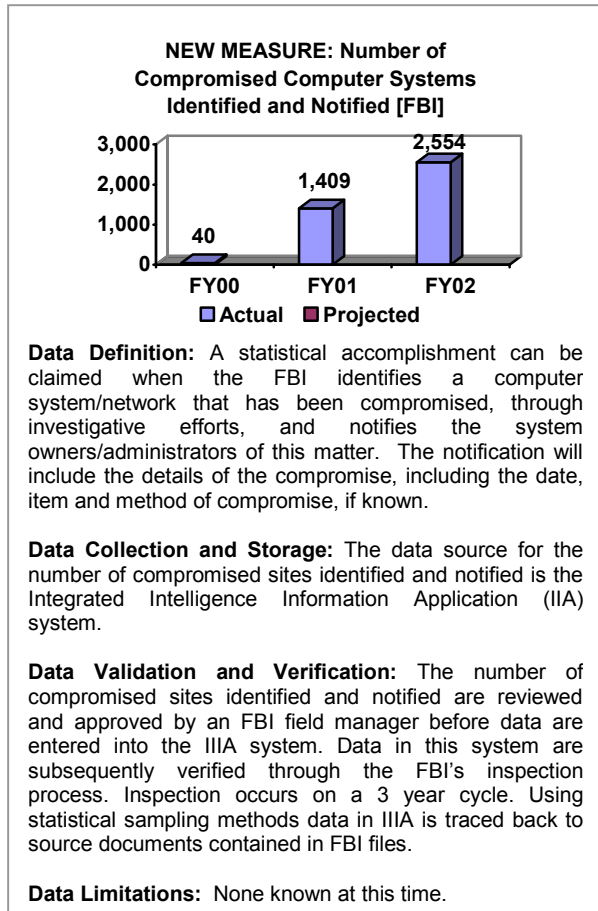 NEW MEASURE: Number of
Compromised Computer Systems
Identified and Notified [FBI]
3,000
2,000
1,000
0
40
1,409
2,554
FY00 FY01 FY02
Actual Projected
Data Definition: A statistical accomplishment can be
claimed when the FBI identifies a computer
system/network that has been compromised, through
investigative efforts, and notifies the system
owners/administrators of this matter. The notification will
include the details of the compromise, including the date,
item and method of compromise, if known.
Data Collection and Storage: The data source for the
number of compromised sites identified and notified is the
Integrated Intelligence Information Application (IIA)
system.
Data Validation and Verification: The number of
compromised sites identified and notified are reviewed
and approved by an FBI field manager before data are
entered into the IIIA system. Data in this system are
subsequently verified through the FBI's inspection
process. Inspection occurs on a 3 year cycle. Using
statistical sampling methods data in IIIA is traced back to
source documents contained in FBI files.
Data Limitations: None known at this time.